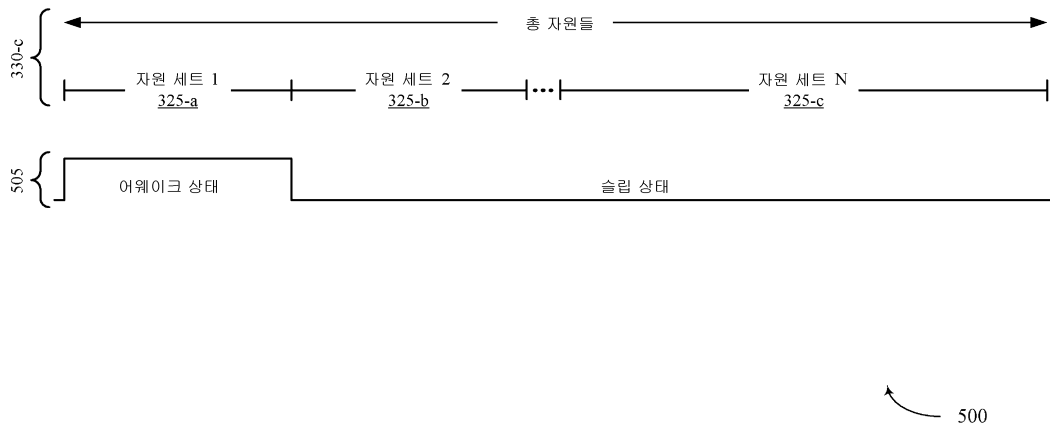 330-c
총 자원들
자원 세트 1
325-a
자원 세트 2
325-b
자원 세트 N
325-c
505
어웨이크 상태
슬립 상태
500